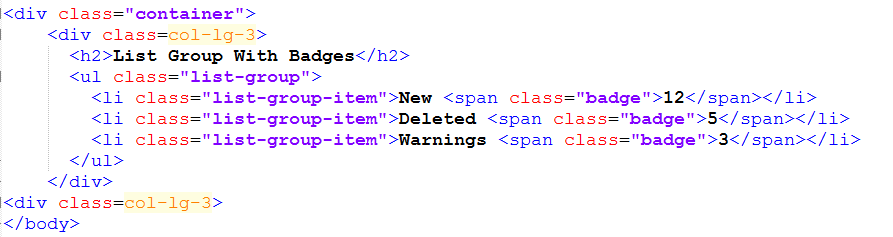 <div class="container">
<div class=col-lg-3>
<h2>List Group With Badges</h2>
<ul class="list-group">
<li class="list-group-item">New <span class="badge">12</span></li>
<li class="list-group-item">Deleted <span class="badge">5</span></li>
<li class="list-group-item">Warnings <span class="badge">3</span></li>
</ul>
</div>
<div class=col-lg-3>
</body>